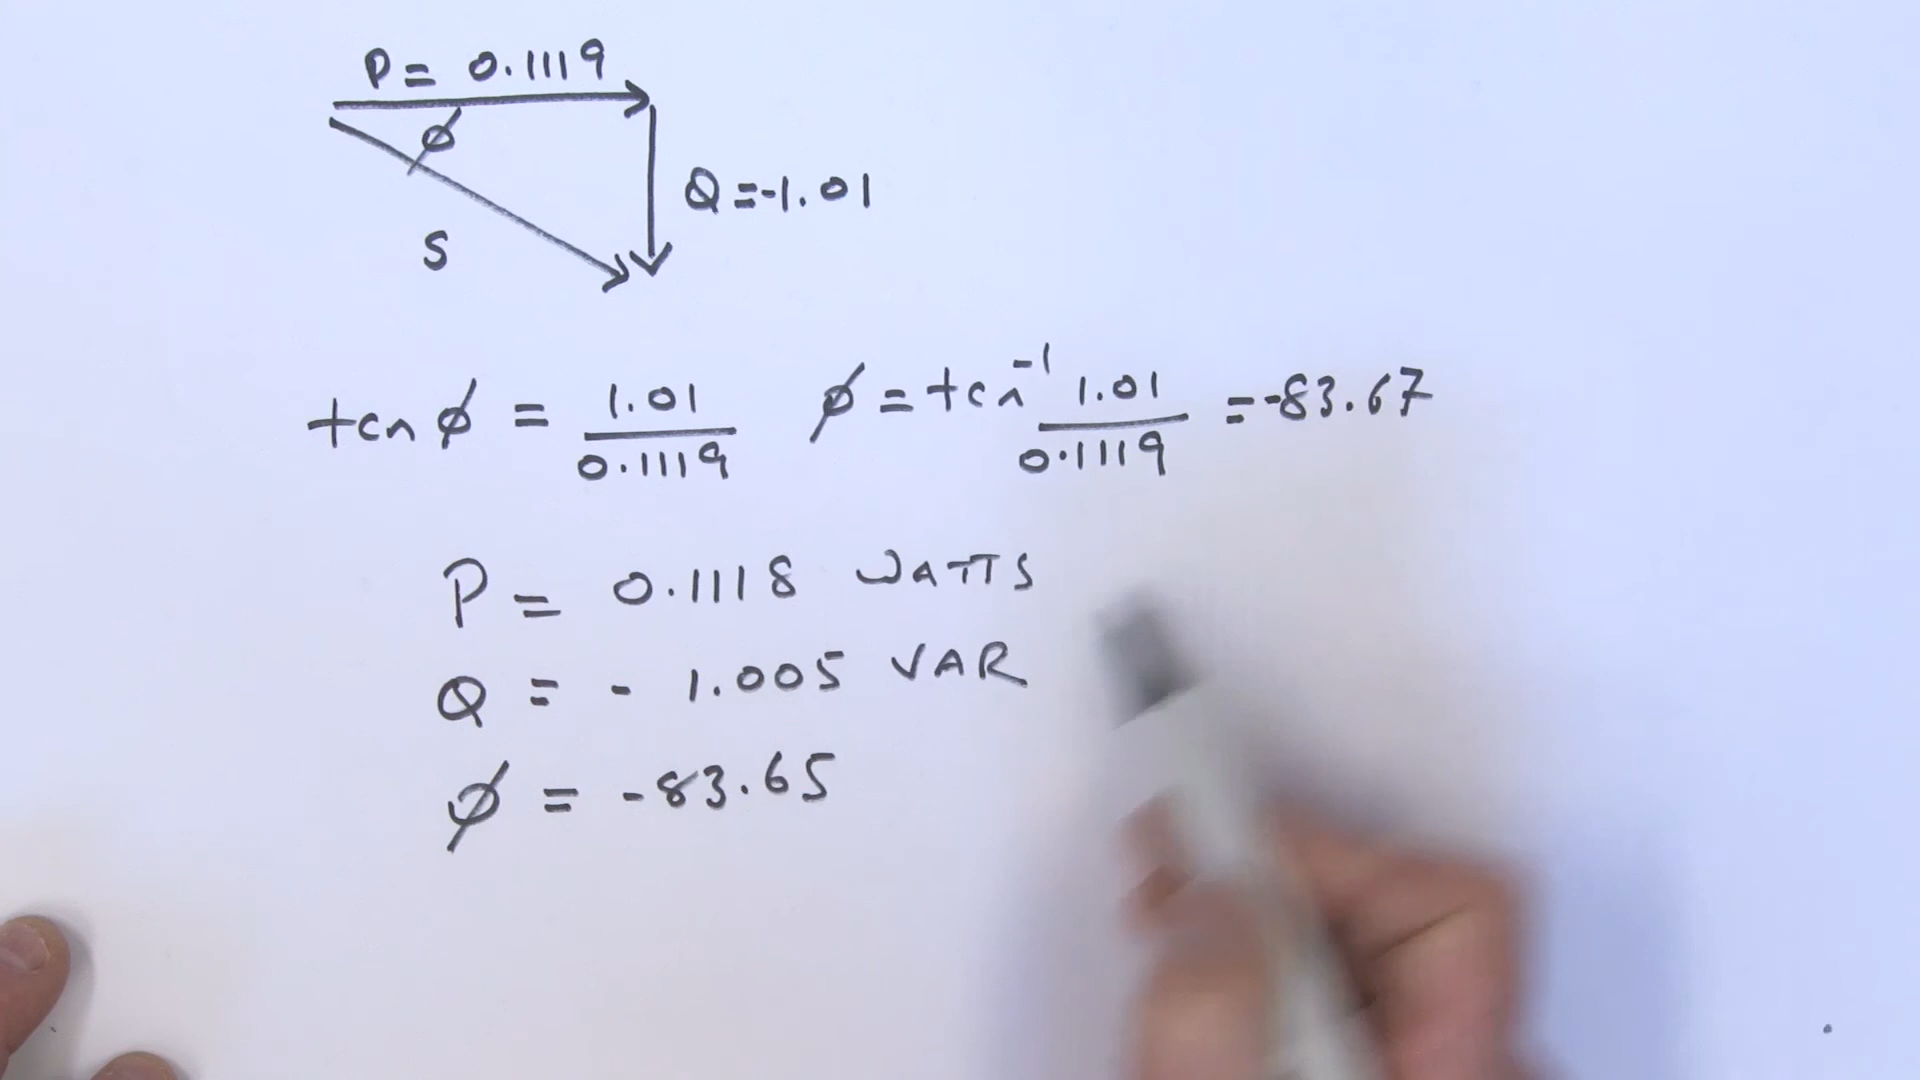 P = 0.1119
ϕ
Q = -1.01
S
tan ϕ = 1.01 / 0.1119 ϕ = tan⁻¹ 1.01 / 0.1119 = -83.67
P = 0.1118 WATTS
Q = - 1.005 VAR
ϕ = -83.65